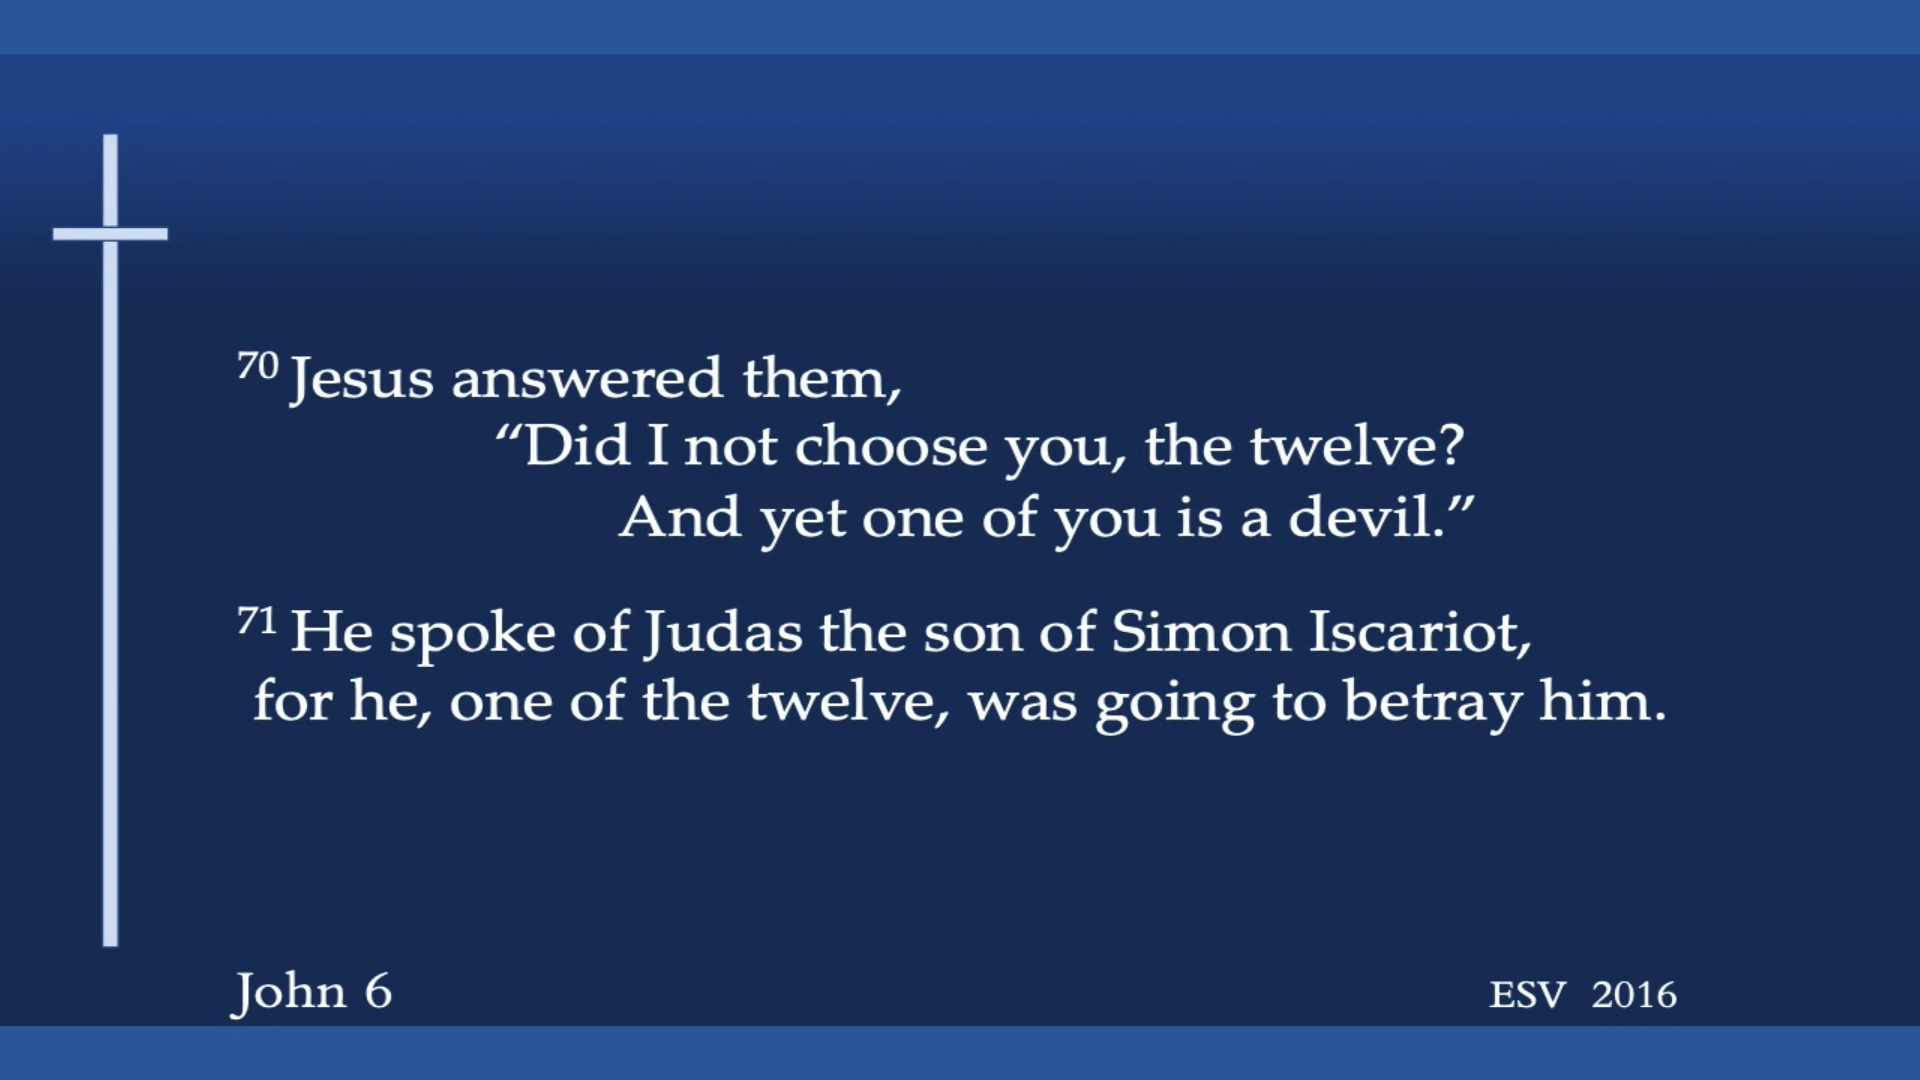 70 Jesus answered them,
“Did I not choose you, the twelve?
And yet one of you is a devil.”
71 He spoke of Judas the son of Simon Iscariot,
for he, one of the twelve, was going to betray him.
John 6
ESV 2016